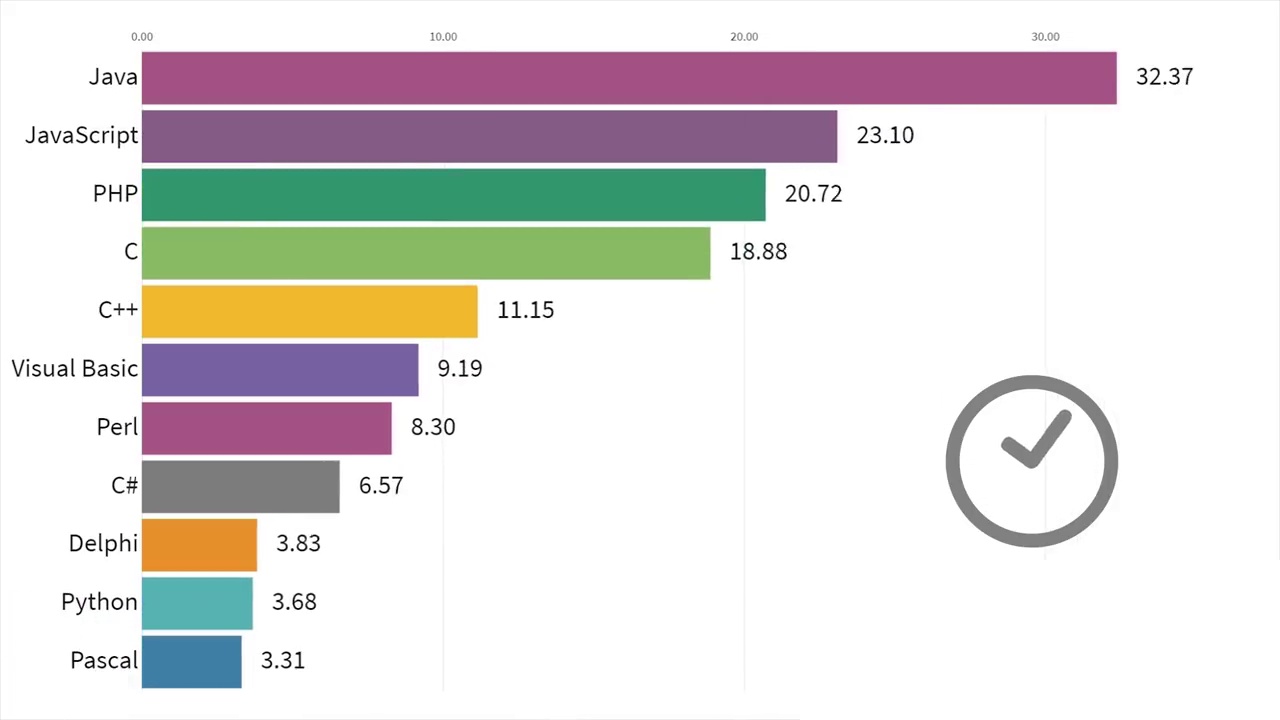 0.00 10.00 20.00 30.00
Java 32.37
JavaScript 23.10
PHP 20.72
C 18.88
C++ 11.15
Visual Basic 9.19
Perl 8.30
C# 6.57
Delphi 3.83
Python 3.68
Pascal 3.31